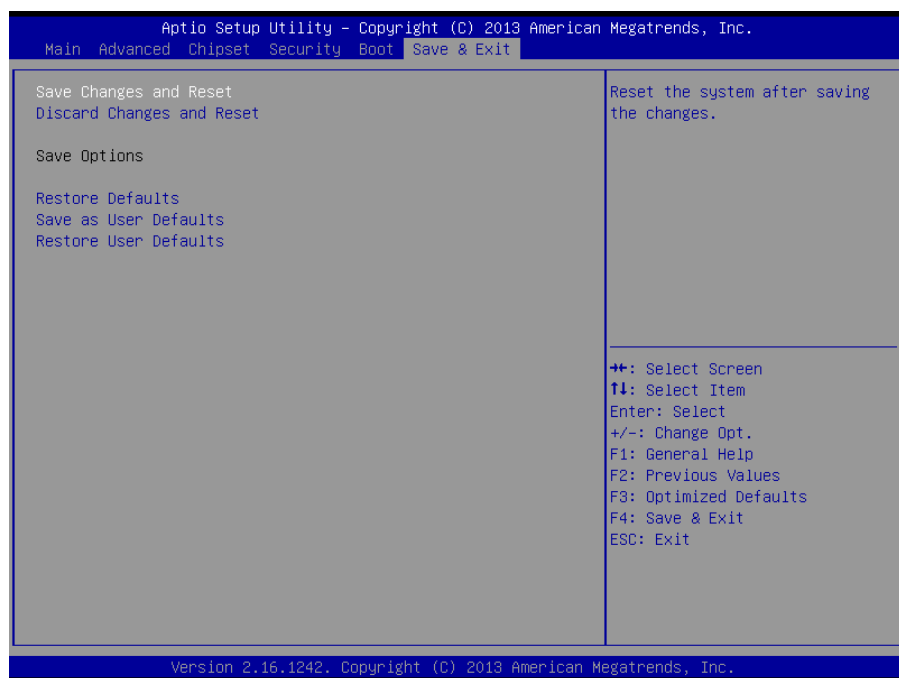 Aptio Setup Utility – Copyright (C) 2013 American Megatrends, Inc.
Main Advanced Chipset Security Boot Save & Exit
Save Changes and Reset
Discard Changes and Reset
Save Options
Restore Defaults
Save as User Defaults
Restore User Defaults
Reset the system after saving
the changes.
→←: Select Screen
↑↓: Select Item
Enter: Select
+/-: Change Opt.
F1: General Help
F2: Previous Values
F3: Optimized Defaults
F4: Save & Exit
ESC: Exit
Version 2.16.1242. Copyright (C) 2013 American Megatrends, Inc.